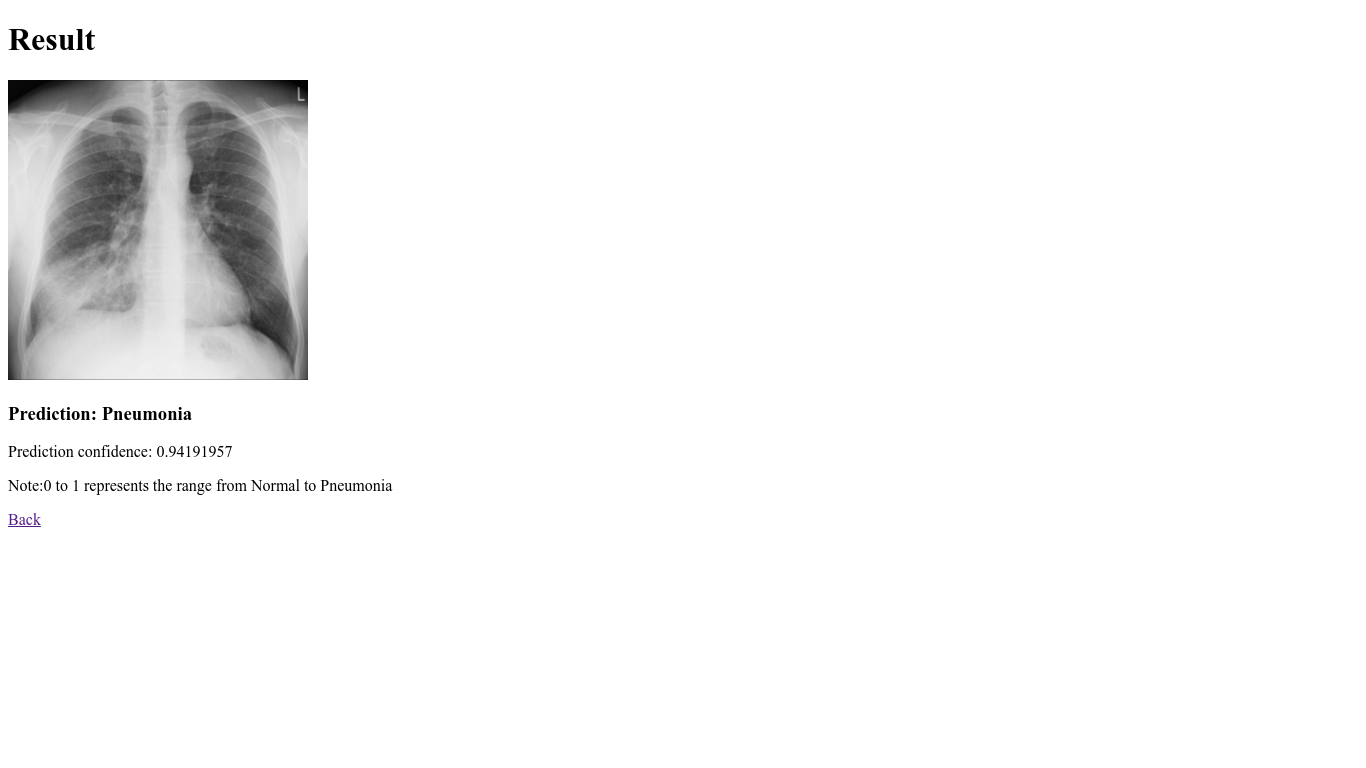 Result
L
Prediction: Pneumonia
Prediction confidence: 0.94191957
Note:0 to 1 represents the range from Normal to Pneumonia
Back